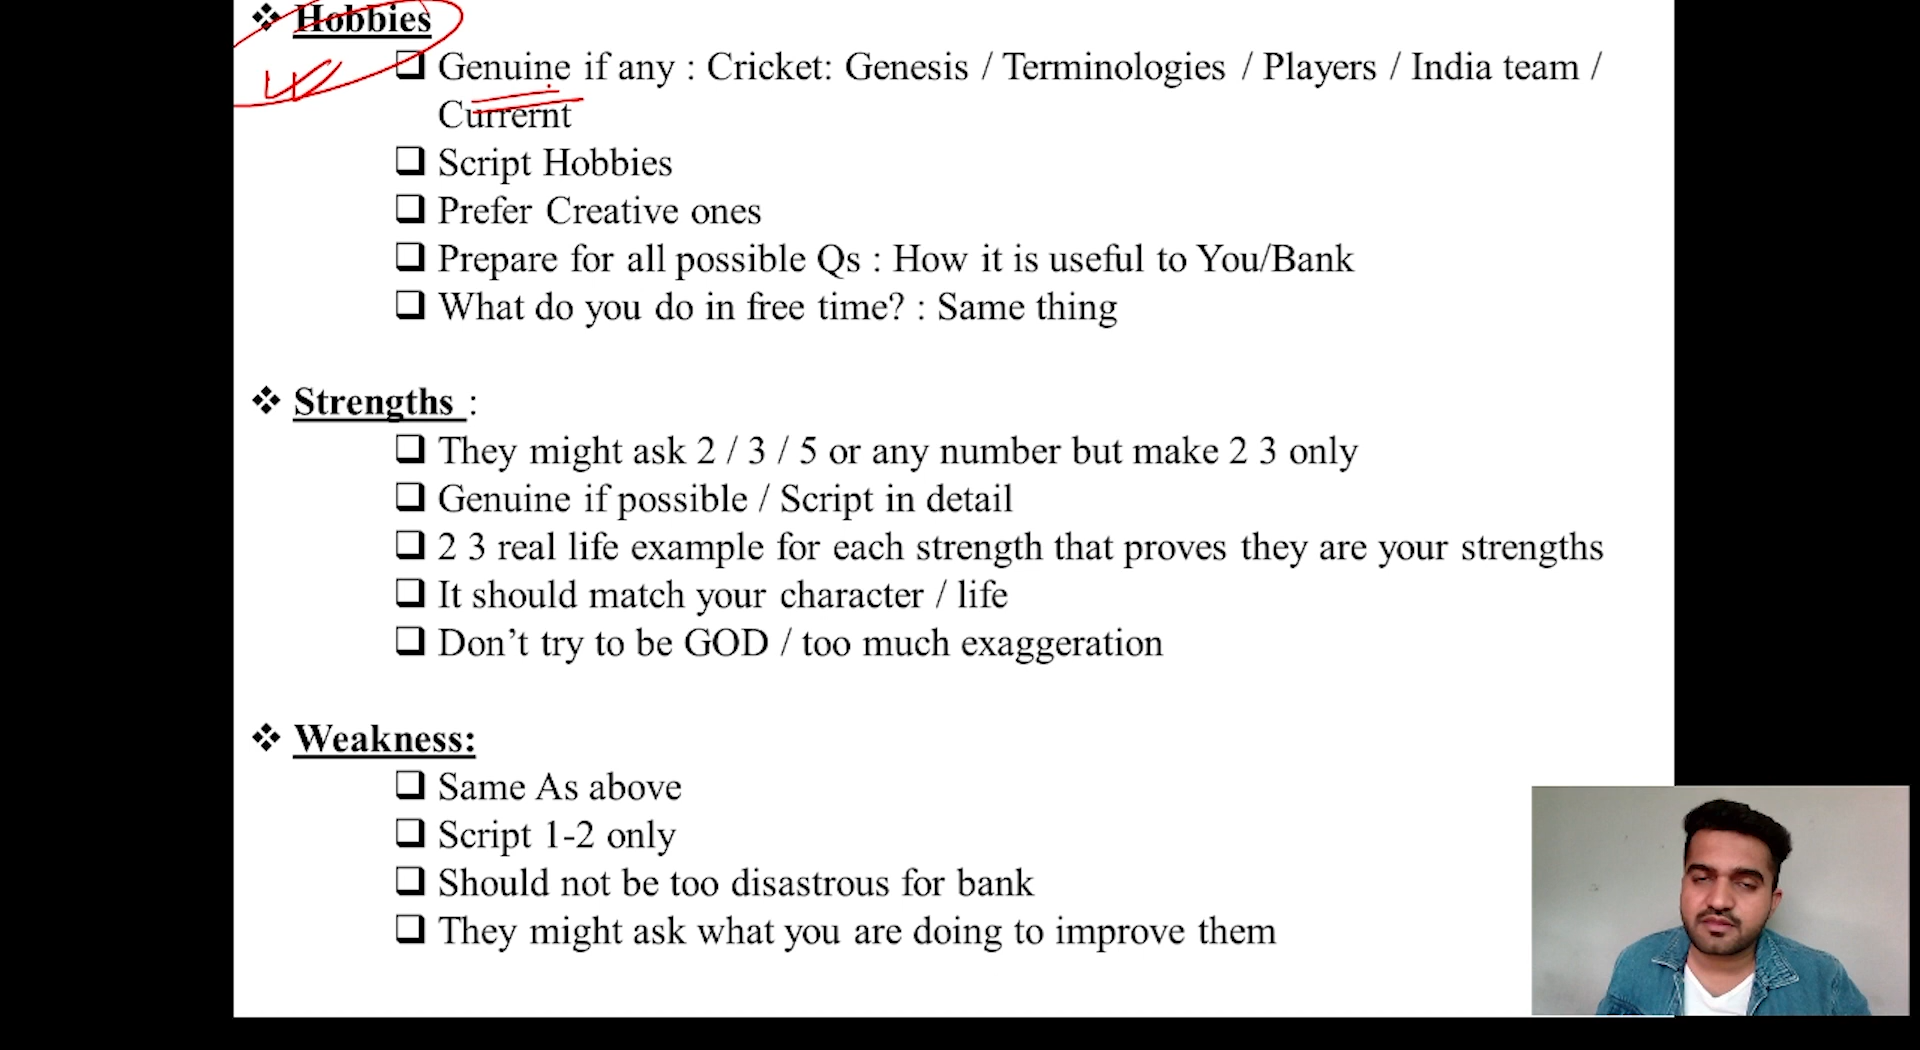 ❖ Hobbies
❑ Genuine if any : Cricket: Genesis / Terminologies / Players / India team /
Currernt
❑ Script Hobbies
❑ Prefer Creative ones
❑ Prepare for all possible Qs : How it is useful to You/Bank
❑ What do you do in free time? : Same thing
❖ Strengths :
❑ They might ask 2 / 3 / 5 or any number but make 2 3 only
❑ Genuine if possible / Script in detail
❑ 2 3 real life example for each strength that proves they are your strengths
❑ It should match your character / life
❑ Don’t try to be GOD / too much exaggeration
❖ Weakness:
❑ Same As above
❑ Script 1-2 only
❑ Should not be too disastrous for bank
❑ They might ask what you are doing to improve them